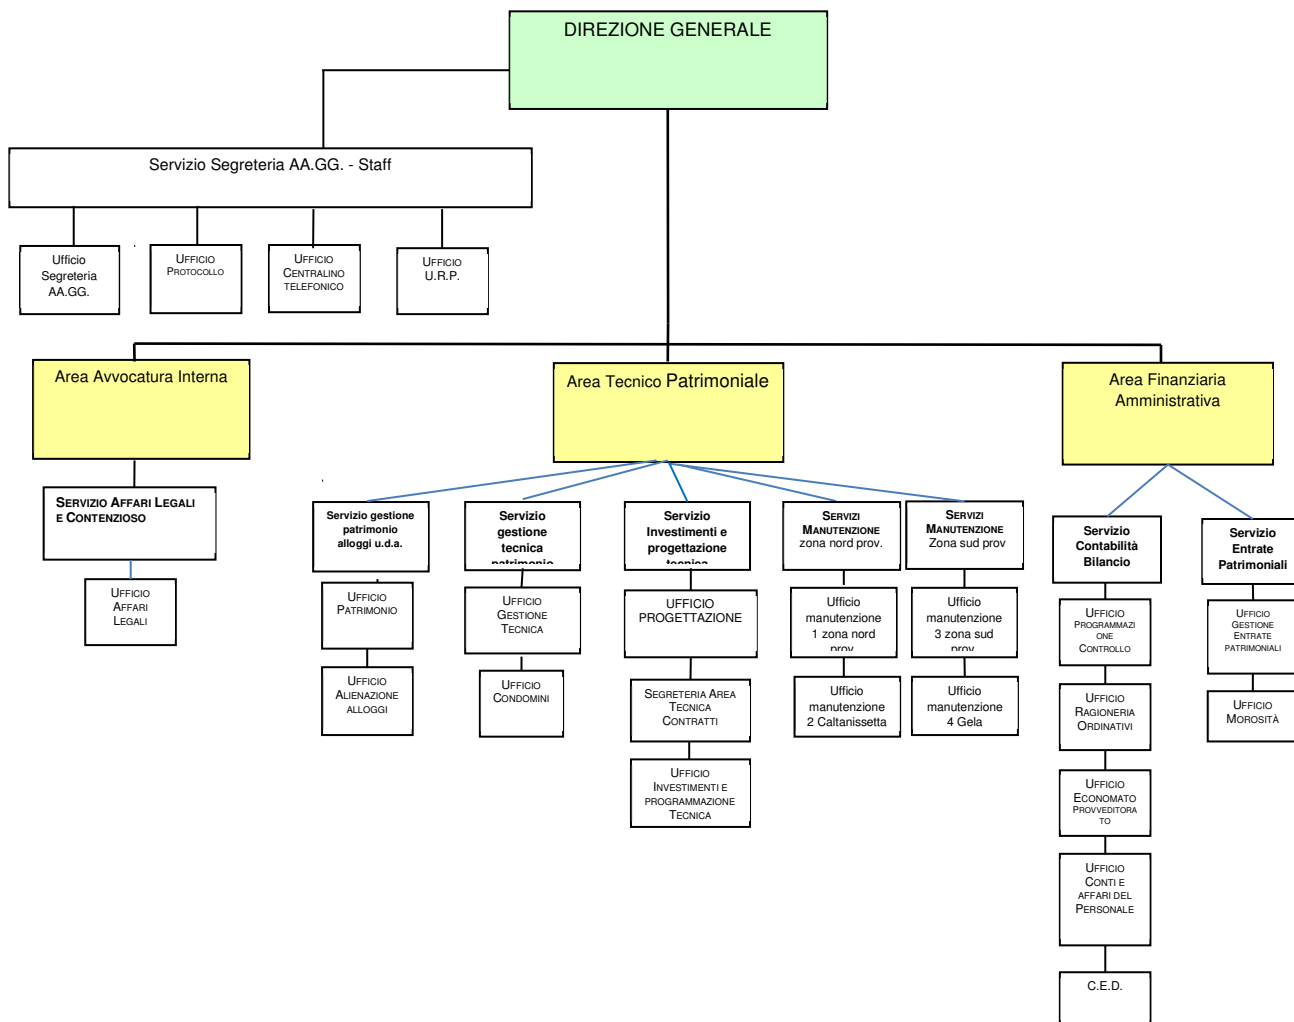 DIREZIONE GENERALE
Servizio Segreteria AA.GG. - Staff
Ufficio
Segreteria
AA.GG.
UFFICIO
PROTOCOLLO
UFFICIO
CENTRALINO
TELEFONICO
UFFICIO
U.R.P.
Area Avvocatura Interna
Area Tecnico Patrimoniale
Area Finanziaria
Amministrativa
SERVIZIO AFFARI LEGALI
E CONTENZIOSO
UFFICIO
AFFARI
LEGALI
Servizio gestione
patrimonio
alloggi u.d.a.
UFFICIO
PATRIMONIO
UFFICIO
ALIENAZIONE
ALLOGGI
Servizio
gestione
tecnica
patrimonio
UFFICIO
GESTIONE
TECNICA
UFFICIO
CONDOMINI
Servizio
Investimenti e
progettazione
tecnica
UFFICIO
PROGETTAZIONE
SEGRETERIA AREA
TECNICA
CONTRATTI
UFFICIO
INVESTIMENTI E
PROGRAMMAZIONE
TECNICA
SERVIZI
MANUTENZIONE
zona nord prov.
Ufficio
manutenzione
1 zona nord
prov
Ufficio
manutenzione
2 Caltanissetta
SERVIZI
MANUTENZIONE
Zona sud prov
Ufficio
manutenzione
3 zona sud
prov
Ufficio
manutenzione
4 Gela
Servizio
Contabilità
Bilancio
UFFICIO
PROGRAMMAZI
ONE
CONTROLLO
UFFICIO
RAGIONERIA
ORDINATIVI
UFFICIO
ECONOMATO
PROVVEDITORA
TO
UFFICIO
CONTI E
AFFARI DEL
PERSONALE
C.E.D.
Servizio
Entrate
Patrimoniali
UFFICIO
GESTIONE
ENTRATE
PATRIMONIALI
UFFICIO
MOROSITÀ